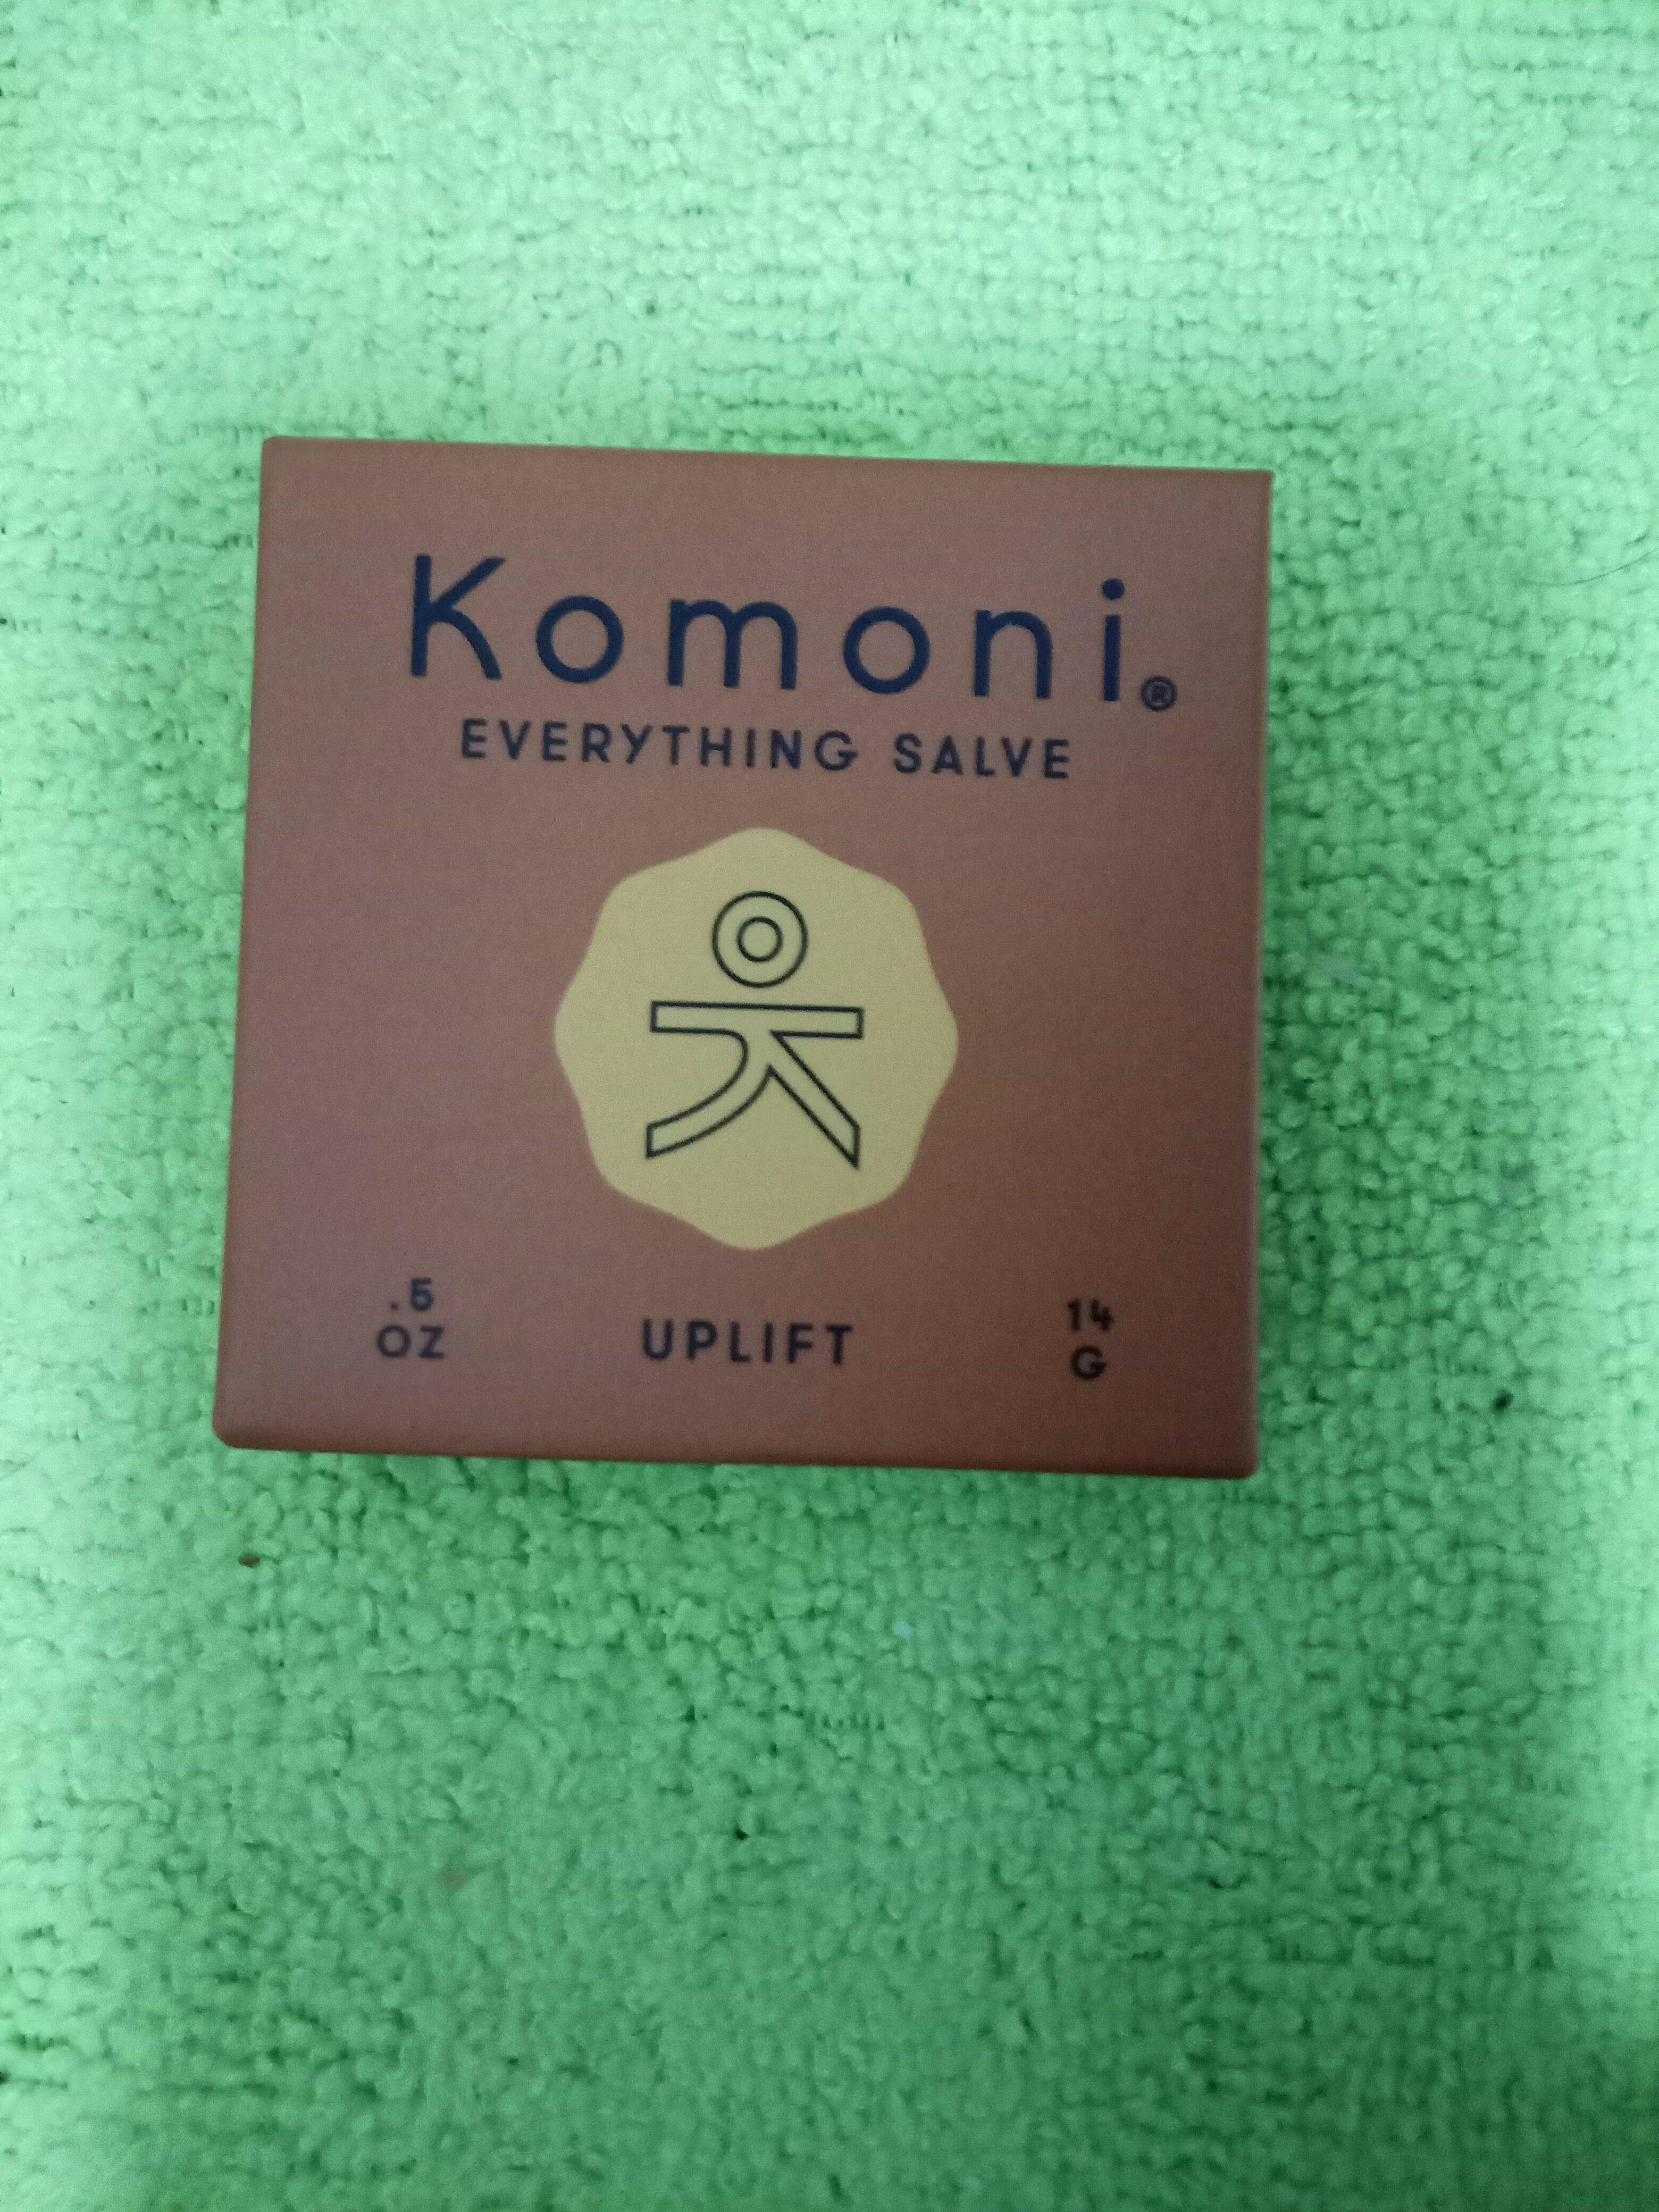 Komoni®
EVERYTHING SALVE
.5
OZ
UPLIFT
14
G